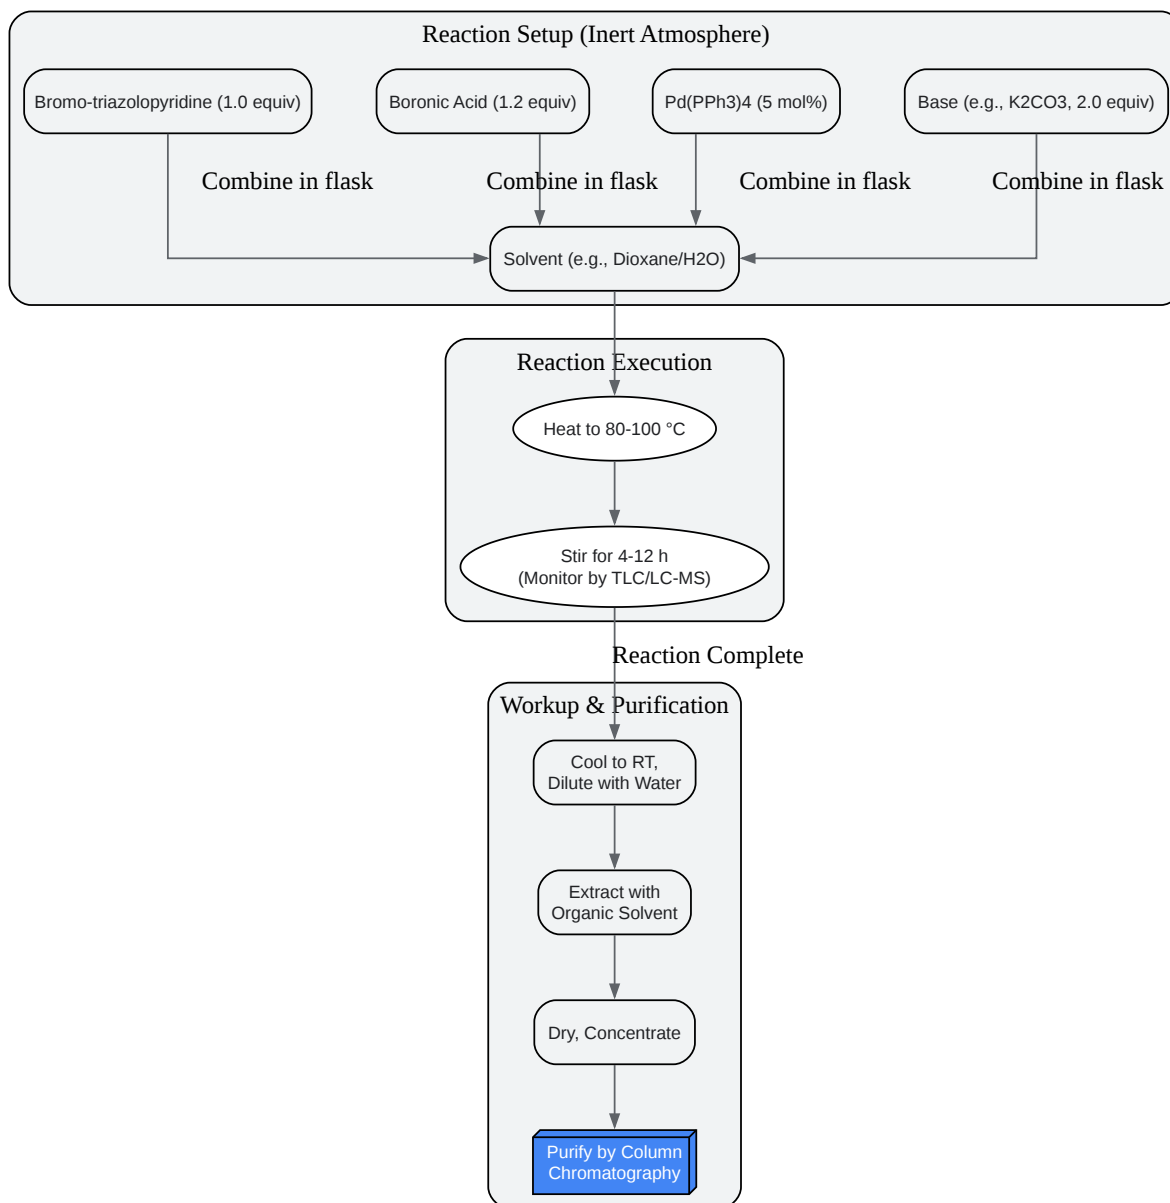 Reaction Setup (Inert Atmosphere)
Bromo-triazolopyridine (1.0 equiv)
Boronic Acid (1.2 equiv)
Pd(PPh3)4 (5 mol%)
Base (e.g., K2CO3, 2.0 equiv)
Combine in flask
Combine in flask
Combine in flask
Combine in flask
Solvent (e.g., Dioxane/H2O)
Reaction Execution
Heat to 80-100 °C
Stir for 4-12 h
(Monitor by TLC/LC-MS)
Reaction Complete
Workup & Purification
Cool to RT,
Dilute with Water
Extract with
Organic Solvent
Dry, Concentrate
Purify by Column
Chromatography